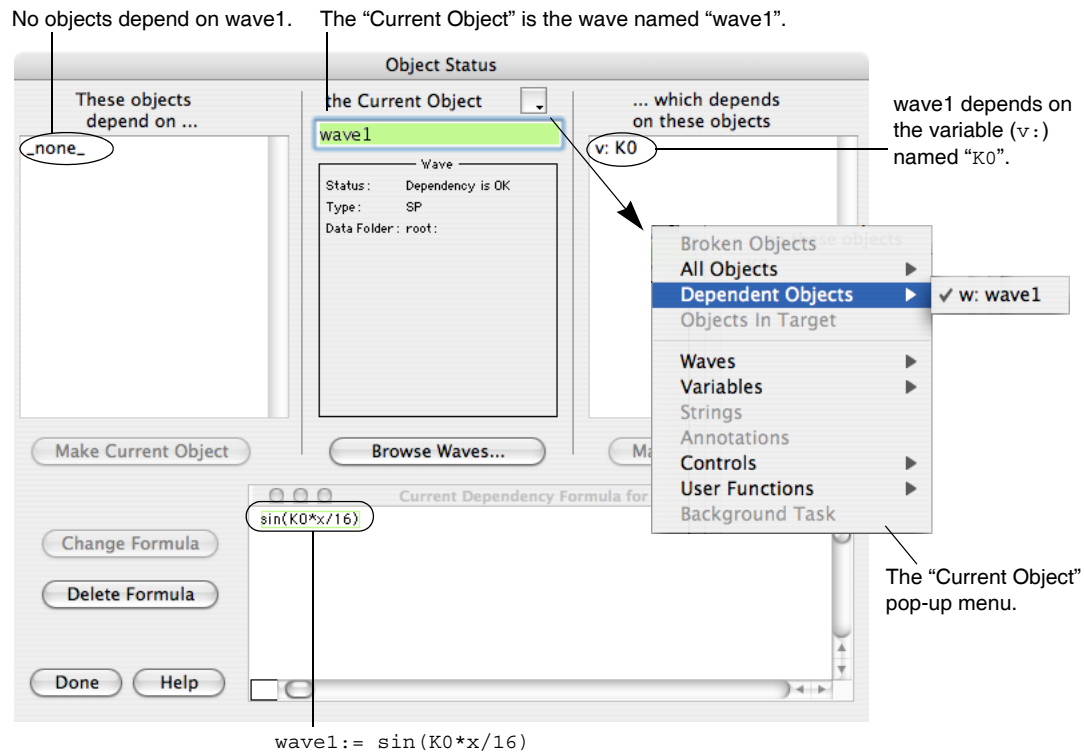 No objects depend on wave1.
The “Current Object” is the wave named “wave1”.
Object Status
These objects
depend on ...
the Current Object
... which depends
on these objects
_none_
wave1
v: K0
wave1 depends on
the variable (v:)
named “K0”.
Wave
Status: Dependency is OK
Type: SP
Data Folder: root:
these objects
Broken Objects
All Objects
Dependent Objects
✓ w: wave1
Objects In Target
Waves
Variables
Strings
Annotations
Controls
User Functions
Background Task
Make Current Object
Browse Waves...
Ma
Current Dependency Formula for
sin(K0*x/16)
Change Formula
Delete Formula
The “Current Object”
pop-up menu.
Done
Help
wave1:= sin(K0*x/16)